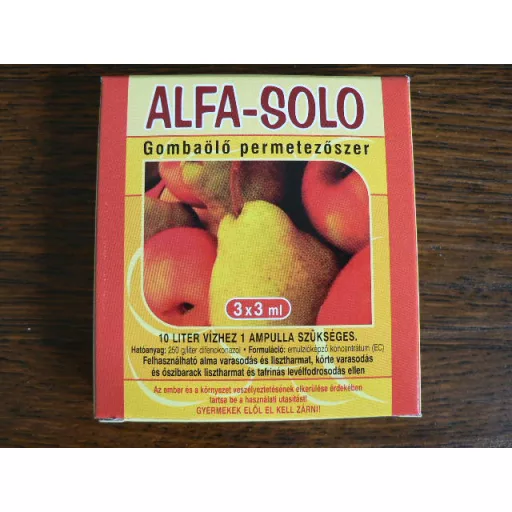 ALFA-SOLO
Gombaölő permetezőszer
3 x 3 ml
10 LITER VÍZHEZ 1 AMPULLA SZÜKSÉGES.
Hatóanyag: 250 g/liter difenokonazol • Formuláció: emulzióképző koncentrátum (EC)
Felhasználható alma varasodás és lisztharmat, körte varasodás
és őszibarack lisztharmat és tafrinás levélfodrosodás ellen
Az ember és a környezet veszélyeztetésének elkerülése érdekében
tartsa be a használati utasítást!
GYERMEKEK ELŐL EL KELL ZÁRNI!